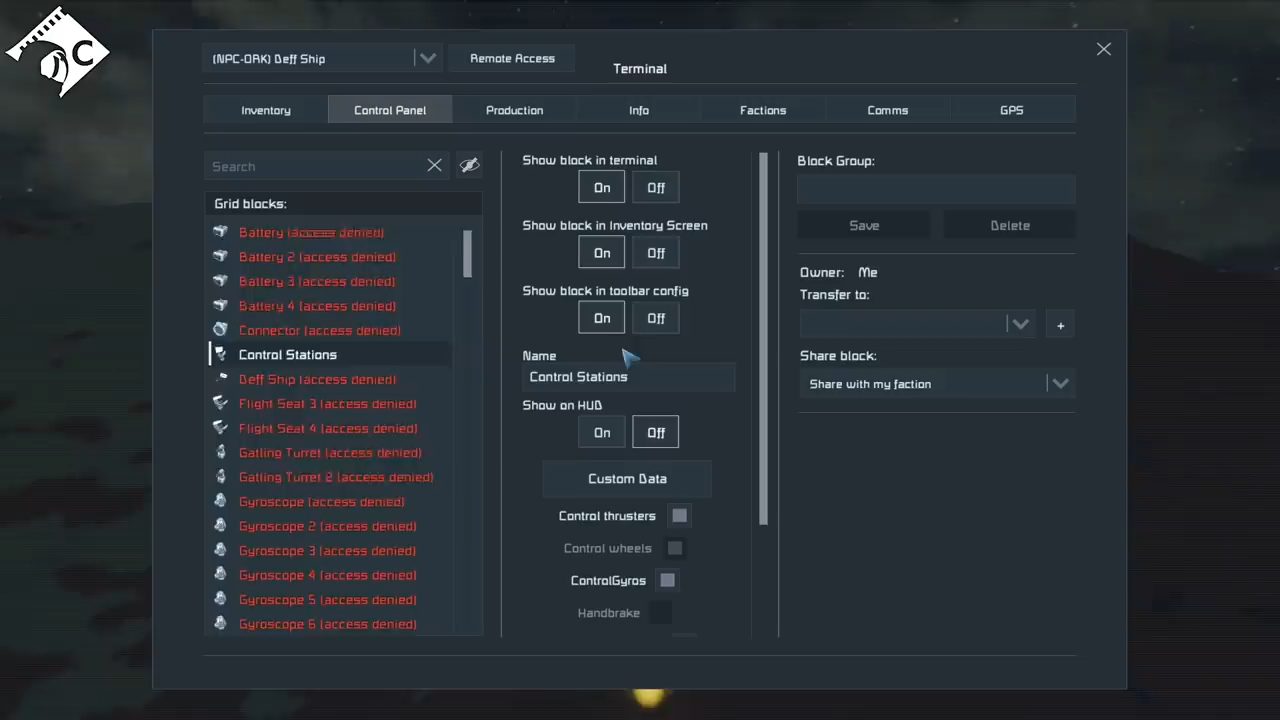 C
(NPC-ORK) Deff Ship
Remote Access
Terminal
Inventory
Control Panel
Production
Info
Factions
Comms
GPS
Search
Grid blocks:
Battery (access denied)
Battery 2 (access denied)
Battery 3 (access denied)
Battery 4 (access denied)
Connector (access denied)
Control Stations
Deff Ship (access denied)
Flight Seat 3 (access denied)
Flight Seat 4 (access denied)
Gatling Turret (access denied)
Gatling Turret 2 (access denied)
Gyroscope (access denied)
Gyroscope 2 (access denied)
Gyroscope 3 (access denied)
Gyroscope 4 (access denied)
Gyroscope 5 (access denied)
Gyroscope 6 (access denied)
Show block in terminal
On Off
Show block in Inventory Screen
On Off
Show block in toolbar config
On Off
Name
Control Stations
Show on HUD
On Off
Custom Data
Control thrusters
Control wheels
ControlGyros
Handbrake
Block Group:
Save Delete
Owner: Me
Transfer to:
+
Share block:
Share with my faction